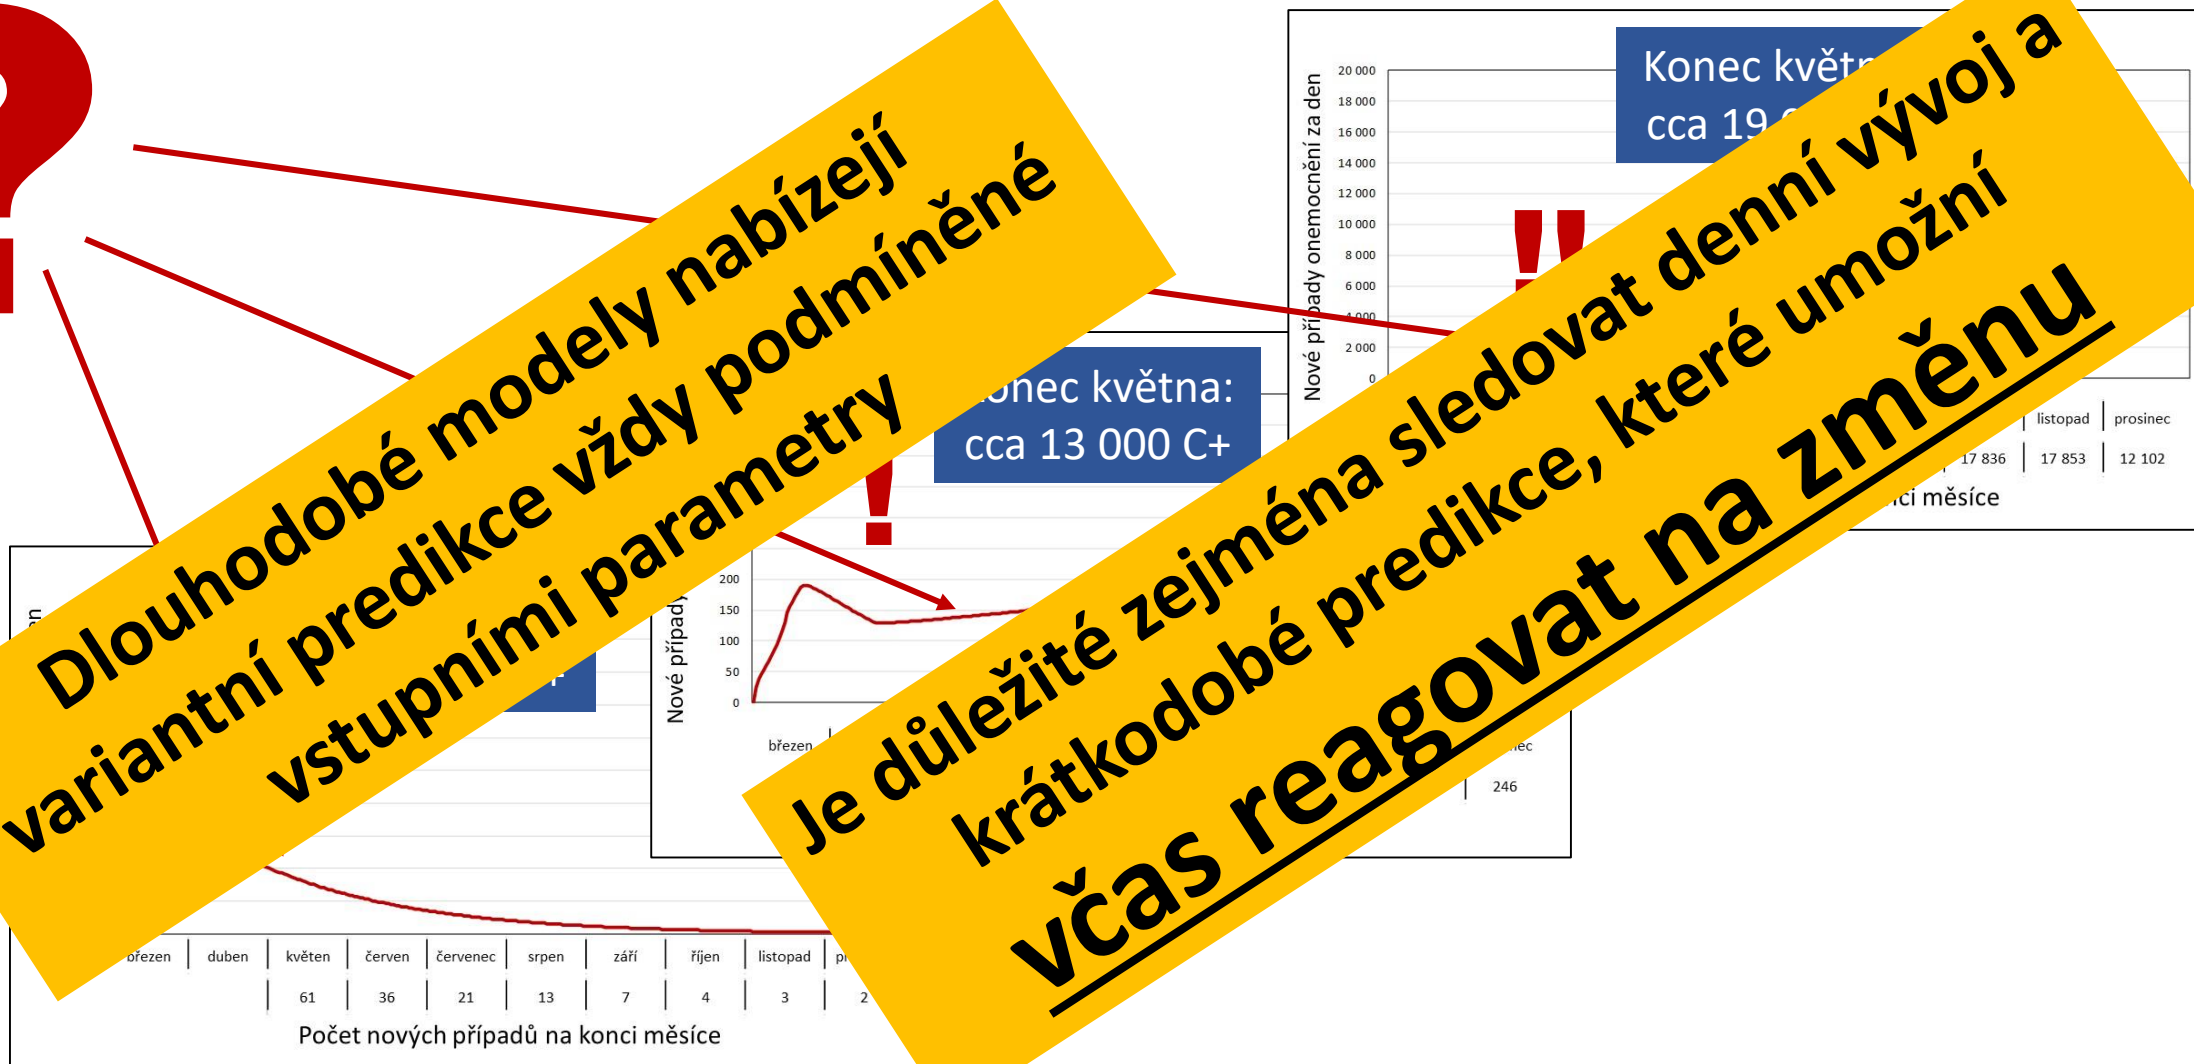 ?
Dlouhodobé modely nabízejí
variantní predikce vždy podmíněné
vstupními parametry
Je důležité zejména sledovat denní vývoj a
krátkodobé predikce, které umožní
včas reagovat na změnu
Konec
cca 19
!!
Nové případy onemocnění za den
20 000
18 000
16 000
14 000
12 000
10 000
8 000
6 000
4 000
2 000
0
listopad prosinec
17 836 17 853 12 102
měsíce
května:
cca 13 000 C+
!
Nové případy
200
150
100
50
0
březen
246
březen duben květen červen červenec srpen září říjen listopad
61 36 21 13 7 4 3 2
Počet nových případů na konci měsíce